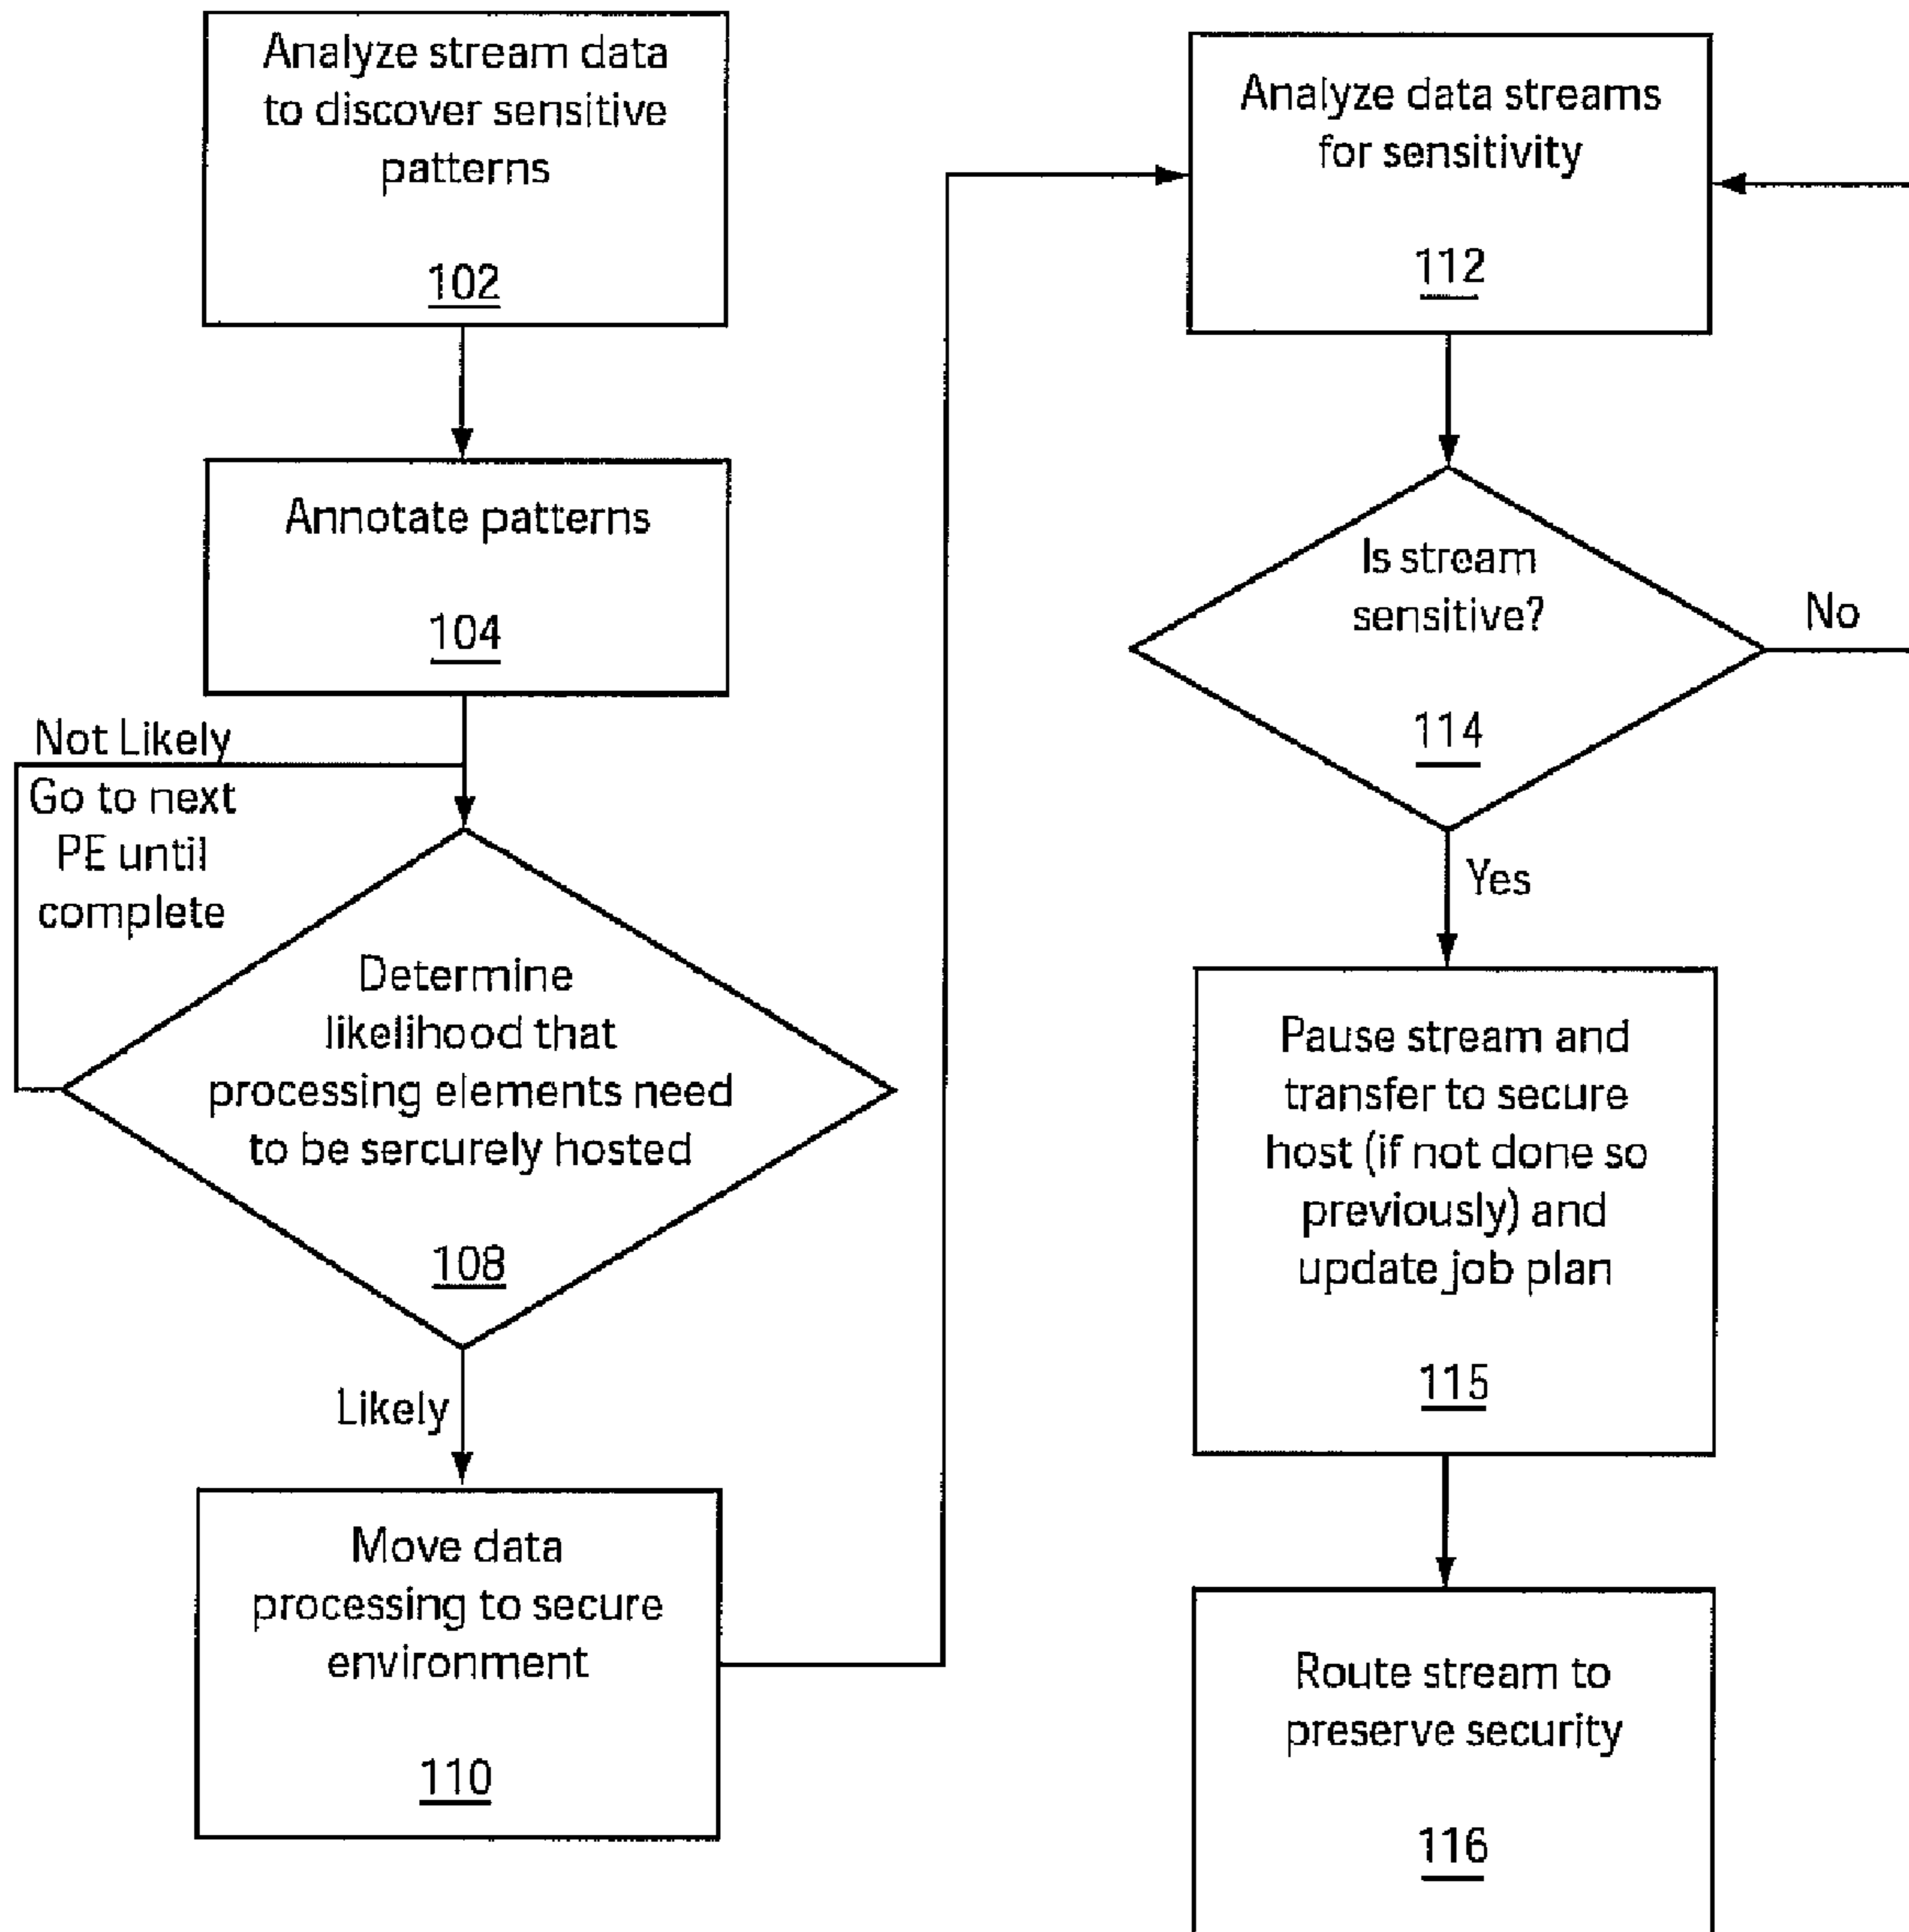 Analyze stream data
to discover sensitive
patterns
102
Annotate patterns
104
Not Likely
Go to next
PE until
complete
Determine
likelihood that
processing elements need
to be sercurely hosted
108
Likely
Move data
processing to secure
environment
110
Analyze data streams
for sensitivity
112
Is stream
sensitive?
114
No
Yes
Pause stream and
transfer to secure
host (if not done so
previously) and
update job plan
115
Route stream to
preserve security
116